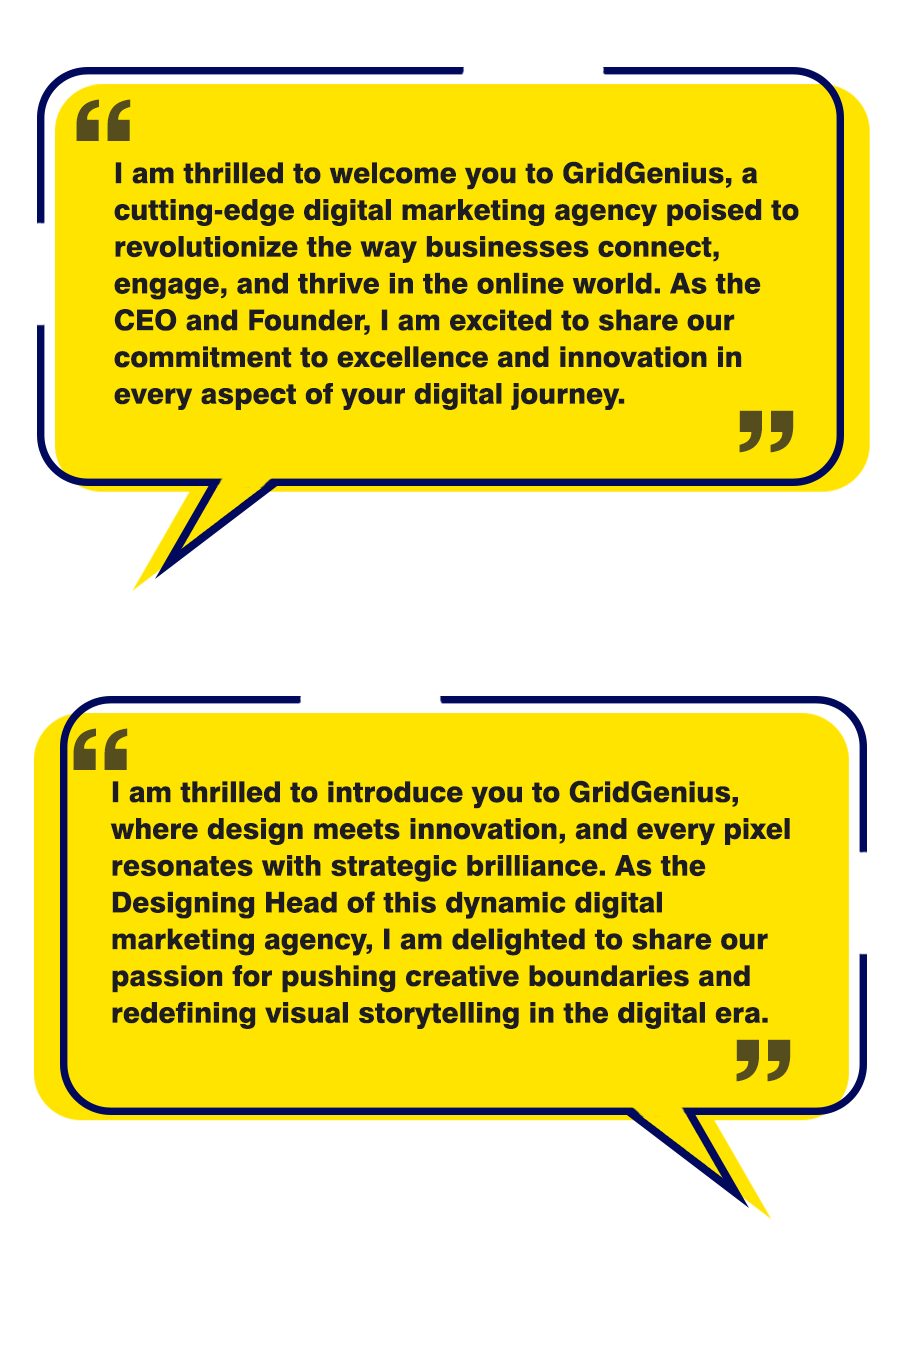 “
I am thrilled to welcome you to GridGenius, a
cutting-edge digital marketing agency poised to
revolutionize the way businesses connect,
engage, and thrive in the online world. As the
CEO and Founder, I am excited to share our
commitment to excellence and innovation in
every aspect of your digital journey.
”
“
I am thrilled to introduce you to GridGenius,
where design meets innovation, and every pixel
resonates with strategic brilliance. As the
Designing Head of this dynamic digital
marketing agency, I am delighted to share our
passion for pushing creative boundaries and
redefining visual storytelling in the digital era.
”